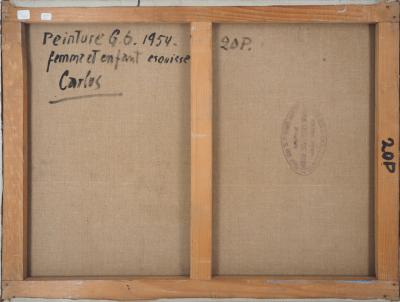 Peinture G.6. 1954.
femme et enfant esquisse
Carlos
20P.
20P